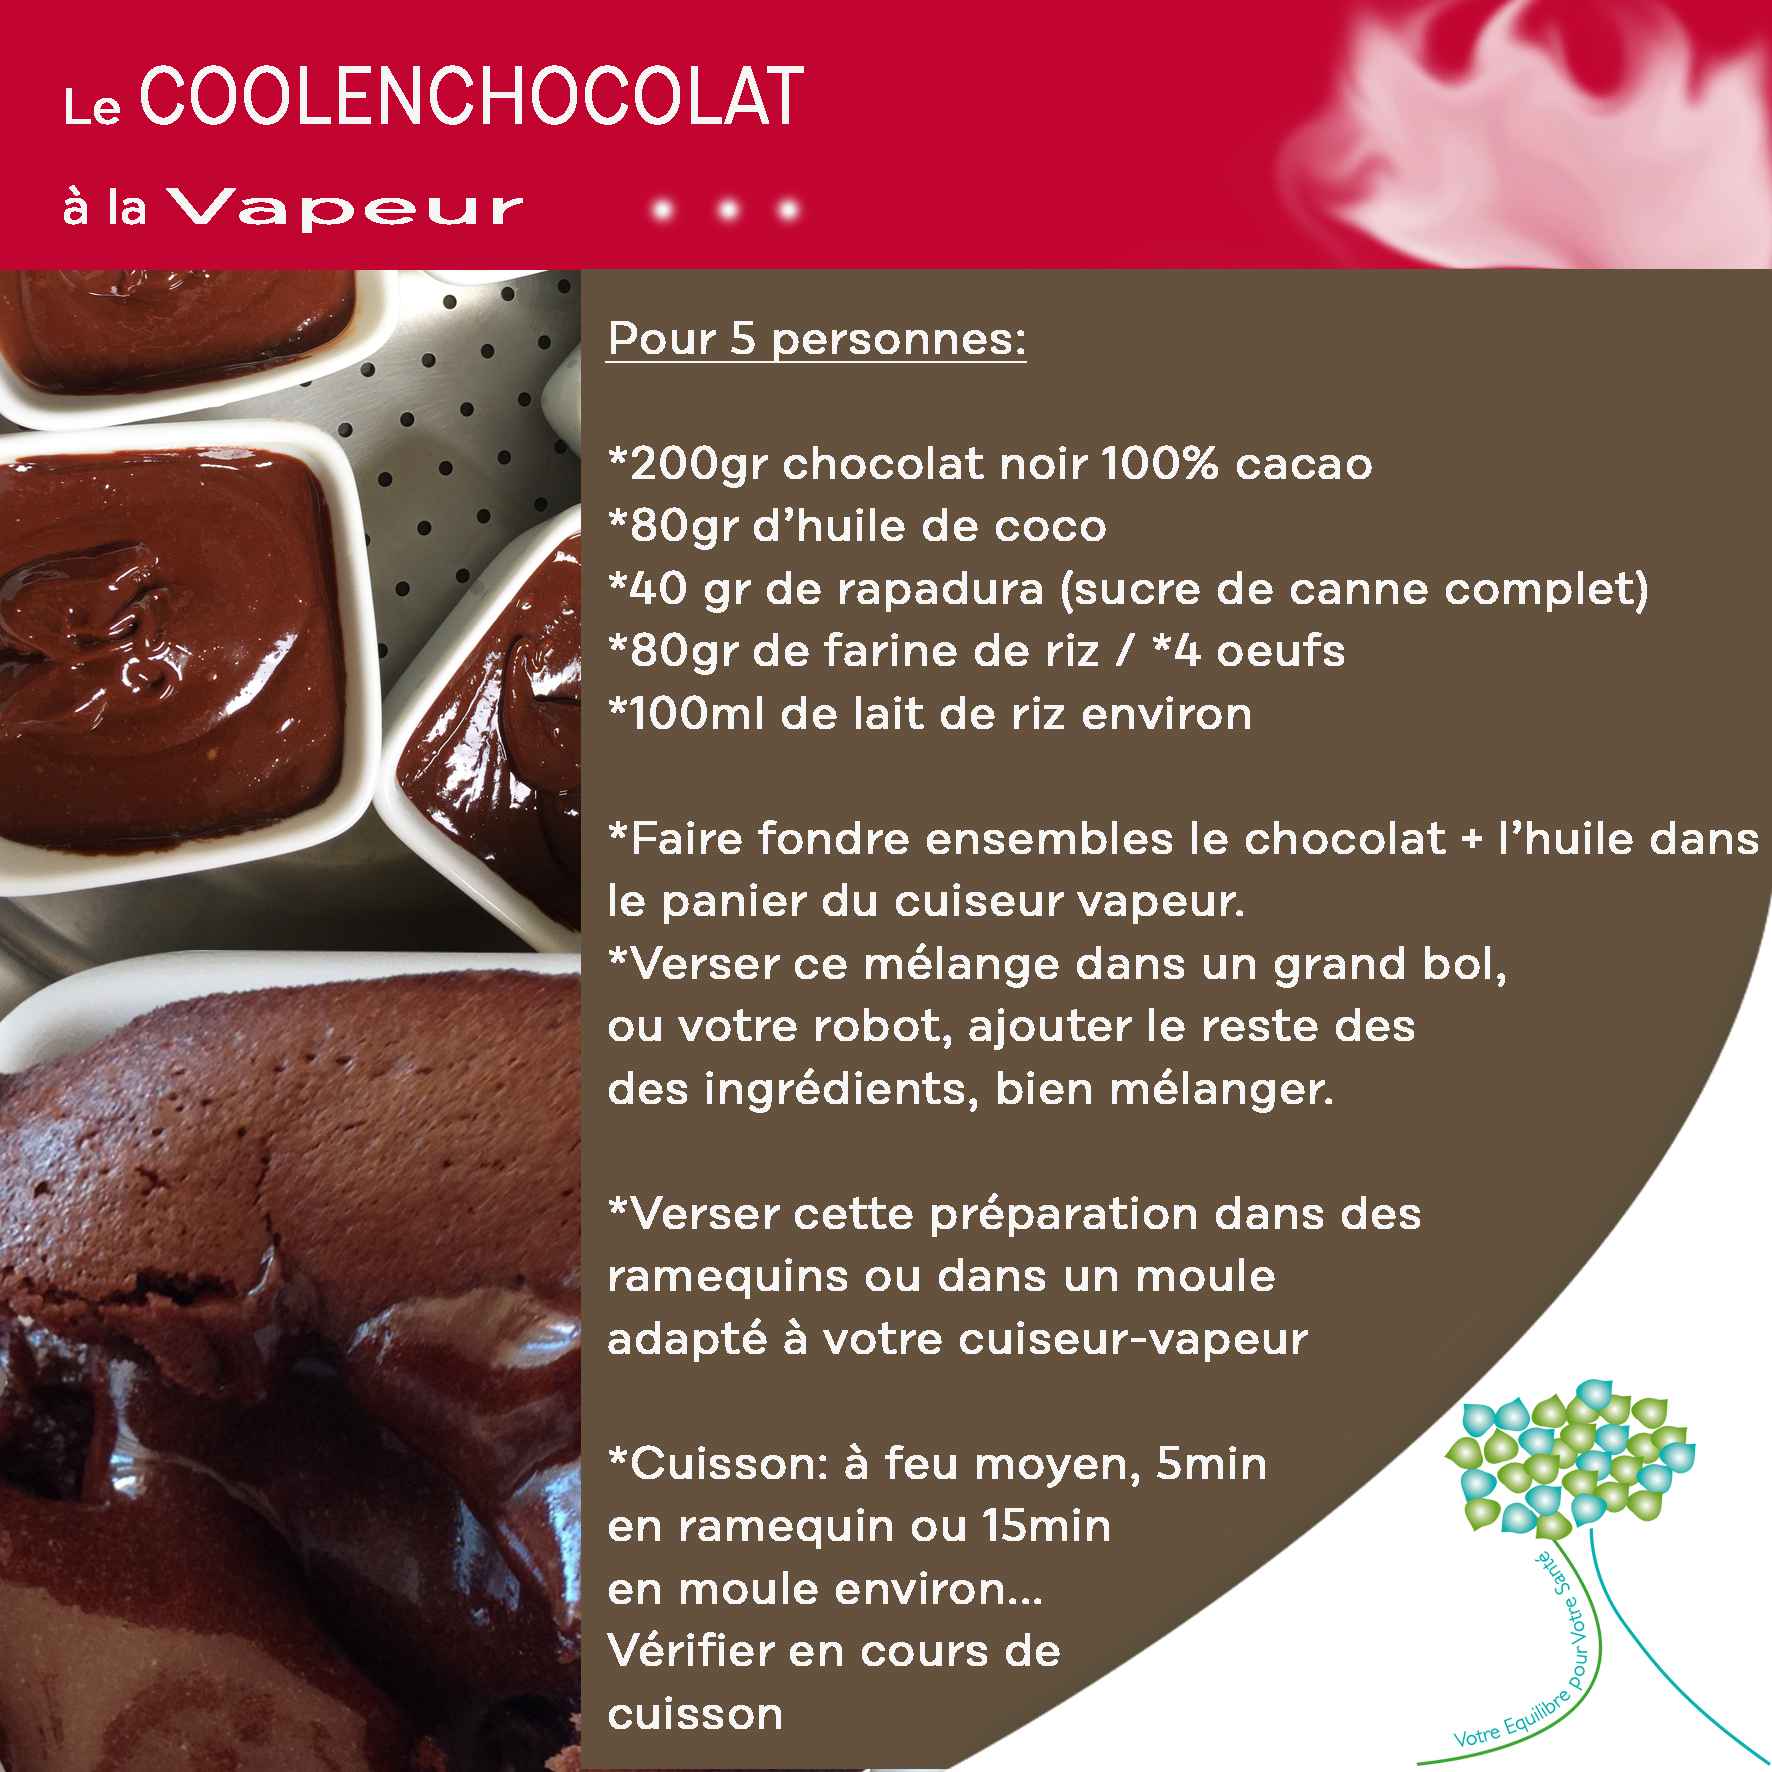 Le COOLENCHOCOLAT
à la Vapeur ...
Pour 5 personnes:
*200gr chocolat noir 100% cacao
*80gr d’huile de coco
*40 gr de rapadura (sucre de canne complet)
*80gr de farine de riz / *4 oeufs
*100ml de lait de riz environ
*Faire fondre ensembles le chocolat + l’huile dans
le panier du cuiseur vapeur.
*Verser ce mélange dans un grand bol,
ou votre robot, ajouter le reste des
des ingrédients, bien mélanger.
*Verser cette préparation dans des
ramequins ou dans un moule
adapté à votre cuiseur-vapeur
*Cuisson: à feu moyen, 5min
en ramequin ou 15min
en moule environ...
Vérifier en cours de
cuisson
Votre Equilibre pour Votre Santé